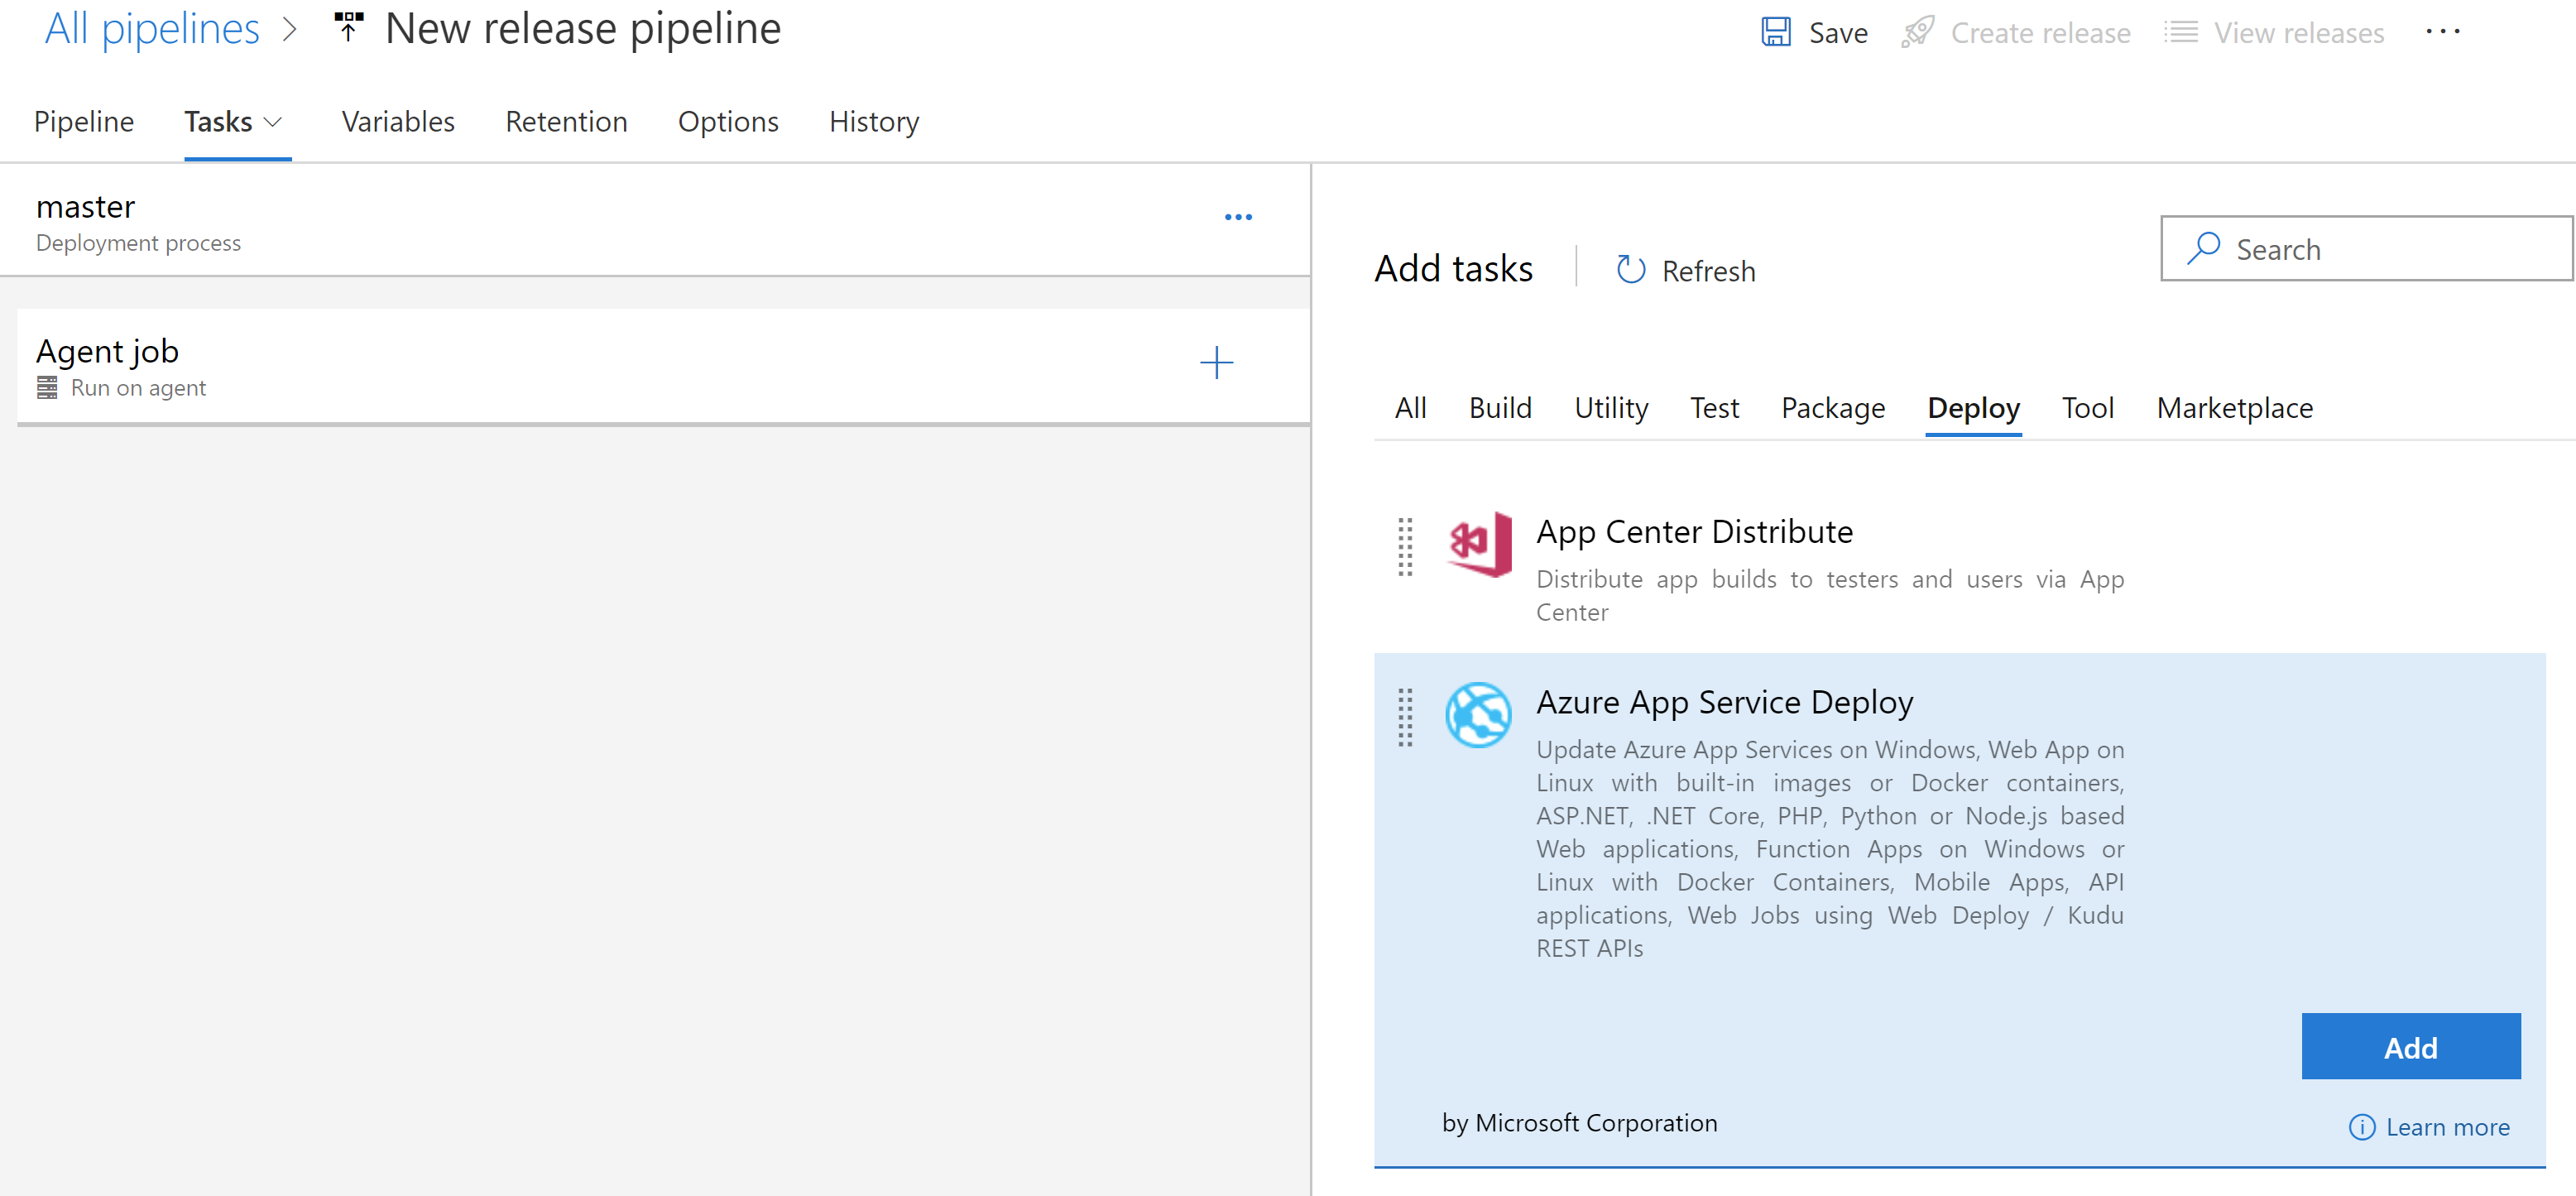 All pipelines > New release pipeline
Save Create release View releases ...
Pipeline Tasks Variables Retention Options History
master
Deployment process
Agent job
Run on agent
Add tasks Refresh
Search
All Build Utility Test Package Deploy Tool Marketplace
App Center Distribute
Distribute app builds to testers and users via App
Center
Azure App Service Deploy
Update Azure App Services on Windows, Web App on
Linux with built-in images or Docker containers,
ASP.NET, .NET Core, PHP, Python or Node.js based
Web applications, Function Apps on Windows or
Linux with Docker Containers, Mobile Apps, API
applications, Web Jobs using Web Deploy / Kudu
REST APIs
Add
by Microsoft Corporation
Learn more